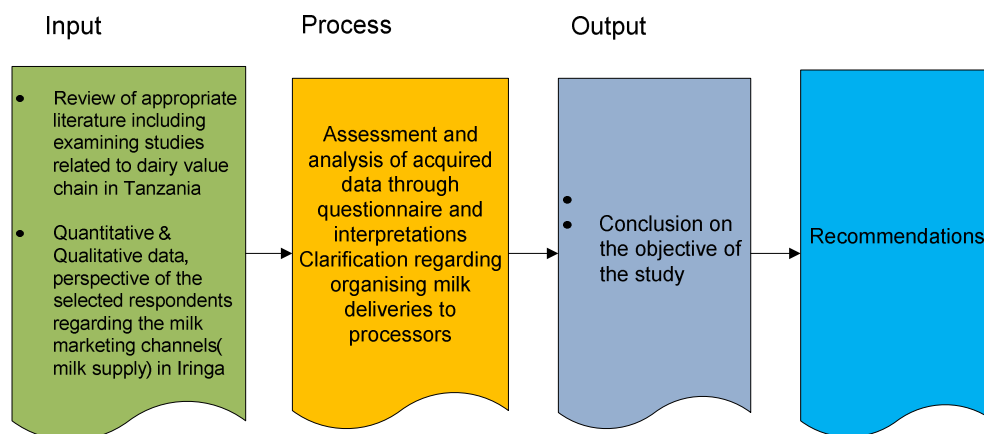 Input
Process
Output
• Review of appropriate
literature including
examining studies
related to dairy value
chain in Tanzania
• Quantitative &
Qualitative data,
perspective of the
selected respondents
regarding the milk
marketing channels(
milk supply) in Iringa
Assessment and
analysis of acquired
data through
questionnaire and
interpretations
Clarification regarding
organising milk
deliveries to
processors
•
• Conclusion on
the objective of
the study
Recommendations